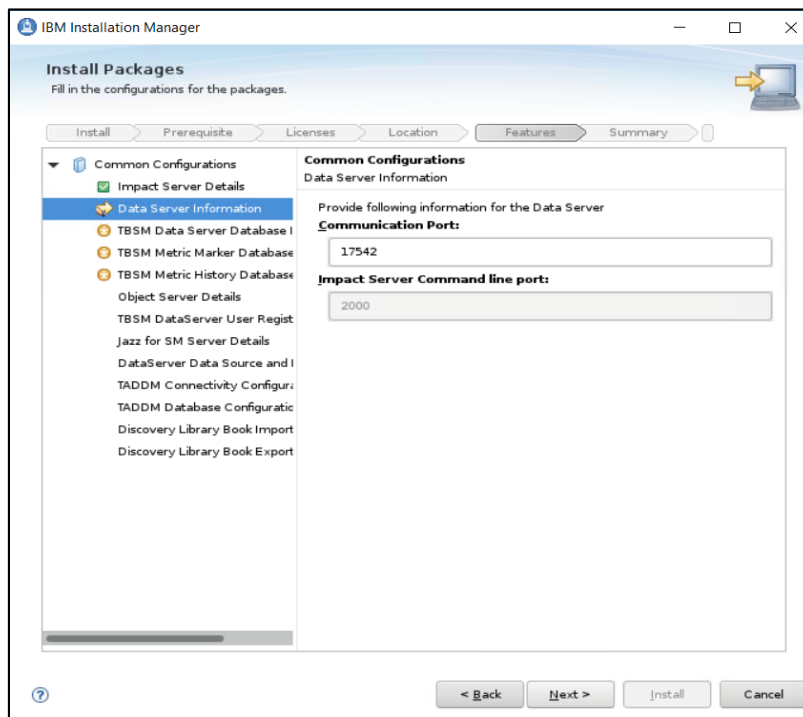 IBM Installation Manager
Install Packages
Fill in the configurations for the packages.
Install Prerequisite Licenses Location Features Summary
Common Configurations
Impact Server Details
Data Server Information
TBSM Data Server Database I
TBSM Metric Marker Database
TBSM Metric History Database
Object Server Details
TBSM DataServer User Regist
Jazz for SM Server Details
DataServer Data Source and I
TADDM Connectivity Configura
TADDM Database Configuratic
Discovery Library Book Import
Discovery Library Book Export
Common Configurations
Data Server Information
Provide following information for the Data Server
Communication Port:
17542
Impact Server Command line port:
2000
?
< Back Next > Install Cancel